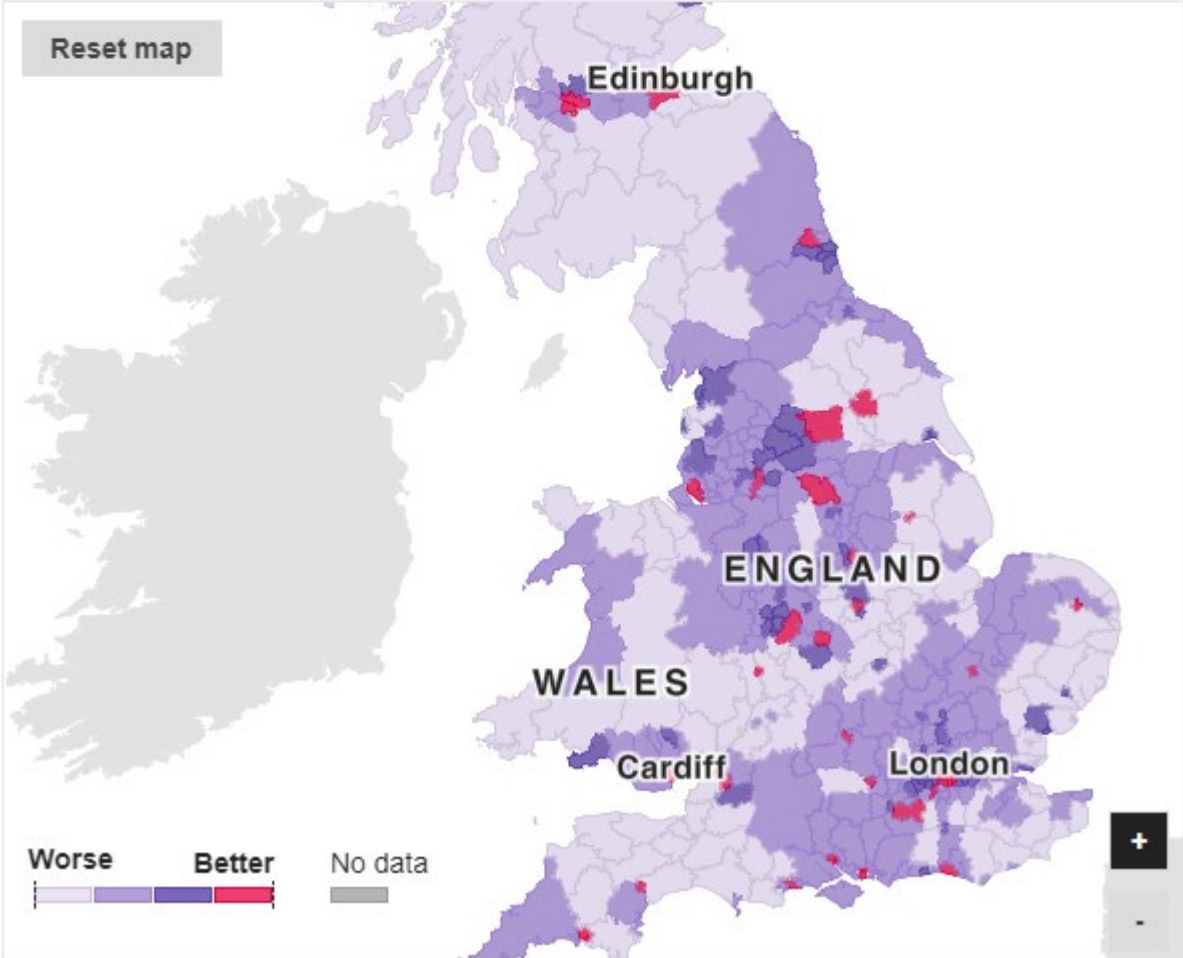 Reset map
Edinburgh
ENGLAND
WALES
Cardiff
London
Worse
Better
No data
+
-